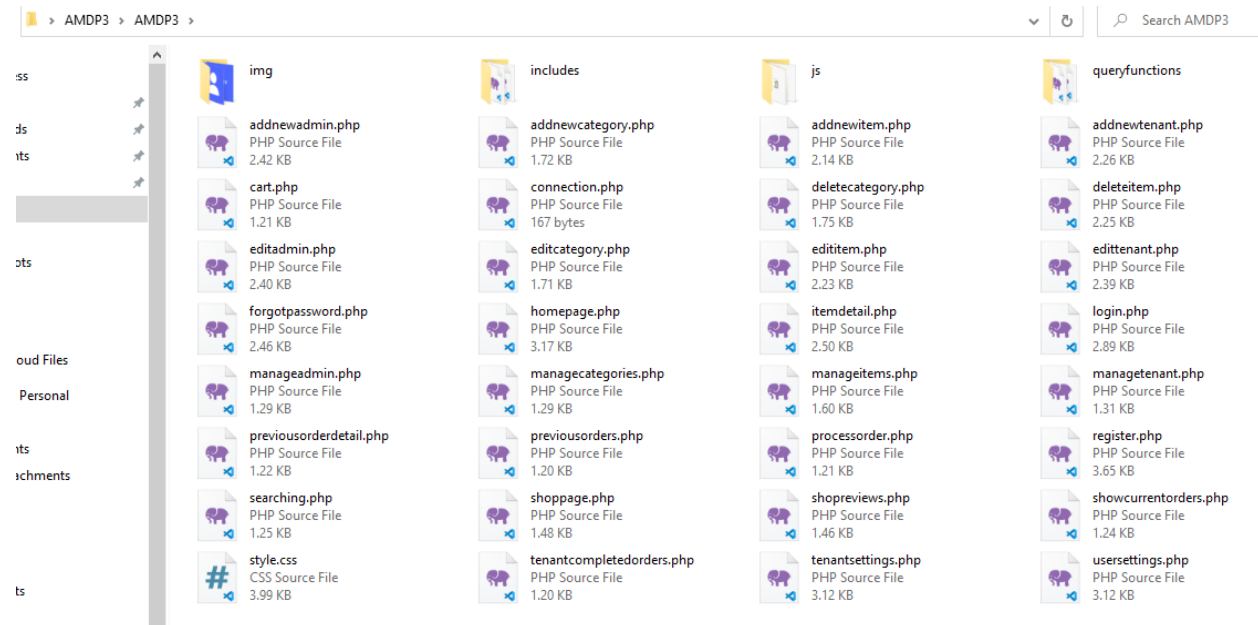 AMDP3 > AMDP3 >
Search AMDP3
ess
ds
nts
ots
oud Files
Personal
nts
achments
ts
img
includes
js
queryfunctions
addnewadmin.php
PHP Source File
2.42 KB
addnewcategory.php
PHP Source File
1.72 KB
addnewitem.php
PHP Source File
2.14 KB
addnewtenant.php
PHP Source File
2.26 KB
cart.php
PHP Source File
1.21 KB
connection.php
PHP Source File
167 bytes
deletecategory.php
PHP Source File
1.75 KB
deleteitem.php
PHP Source File
2.25 KB
editadmin.php
PHP Source File
2.40 KB
editcategory.php
PHP Source File
1.71 KB
edititem.php
PHP Source File
2.23 KB
edittenant.php
PHP Source File
2.39 KB
forgotpassword.php
PHP Source File
2.46 KB
homepage.php
PHP Source File
3.17 KB
itemdetail.php
PHP Source File
2.50 KB
login.php
PHP Source File
2.89 KB
manageadmin.php
PHP Source File
1.29 KB
managecategories.php
PHP Source File
1.29 KB
manageitems.php
PHP Source File
1.60 KB
managetenant.php
PHP Source File
1.31 KB
previousorderdetail.php
PHP Source File
1.22 KB
previousorders.php
PHP Source File
1.20 KB
processorder.php
PHP Source File
1.21 KB
register.php
PHP Source File
3.65 KB
searching.php
PHP Source File
1.25 KB
shoppage.php
PHP Source File
1.48 KB
shopreviews.php
PHP Source File
1.46 KB
showcurrentorders.php
PHP Source File
1.24 KB
style.css
CSS Source File
3.99 KB
tenantcompletedorders.php
PHP Source File
1.20 KB
tenantsettings.php
PHP Source File
3.12 KB
usersettings.php
PHP Source File
3.12 KB